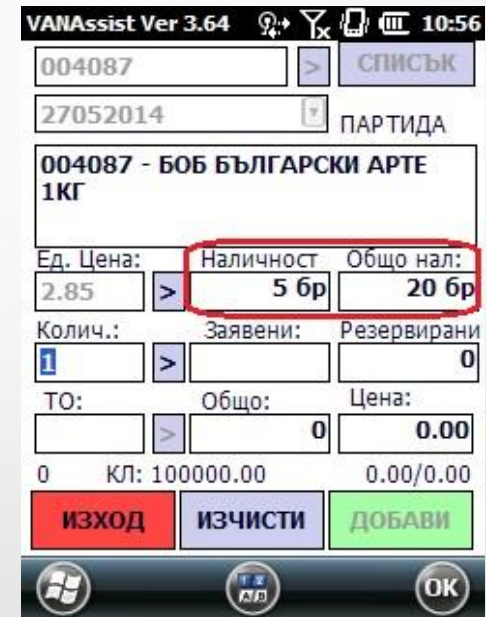 VANAssist Ver 3.64 10:56
004087 > СПИСЪК
27052014 ПАРТИДА
004087 - БОБ БЪЛГАРСКИ АРТЕ
1КГ
Ед. Цена: Наличност Общо нал:
2.85 > 5 бр 20 бр
Колич.: Заявени: Резервирани
1 > 0
ТО: Общо: Цена:
> 0 0.00
0 КЛ: 100000.00 0.00/0.00
ИЗХОД ИЗЧИСТИ ДОБАВИ
OK